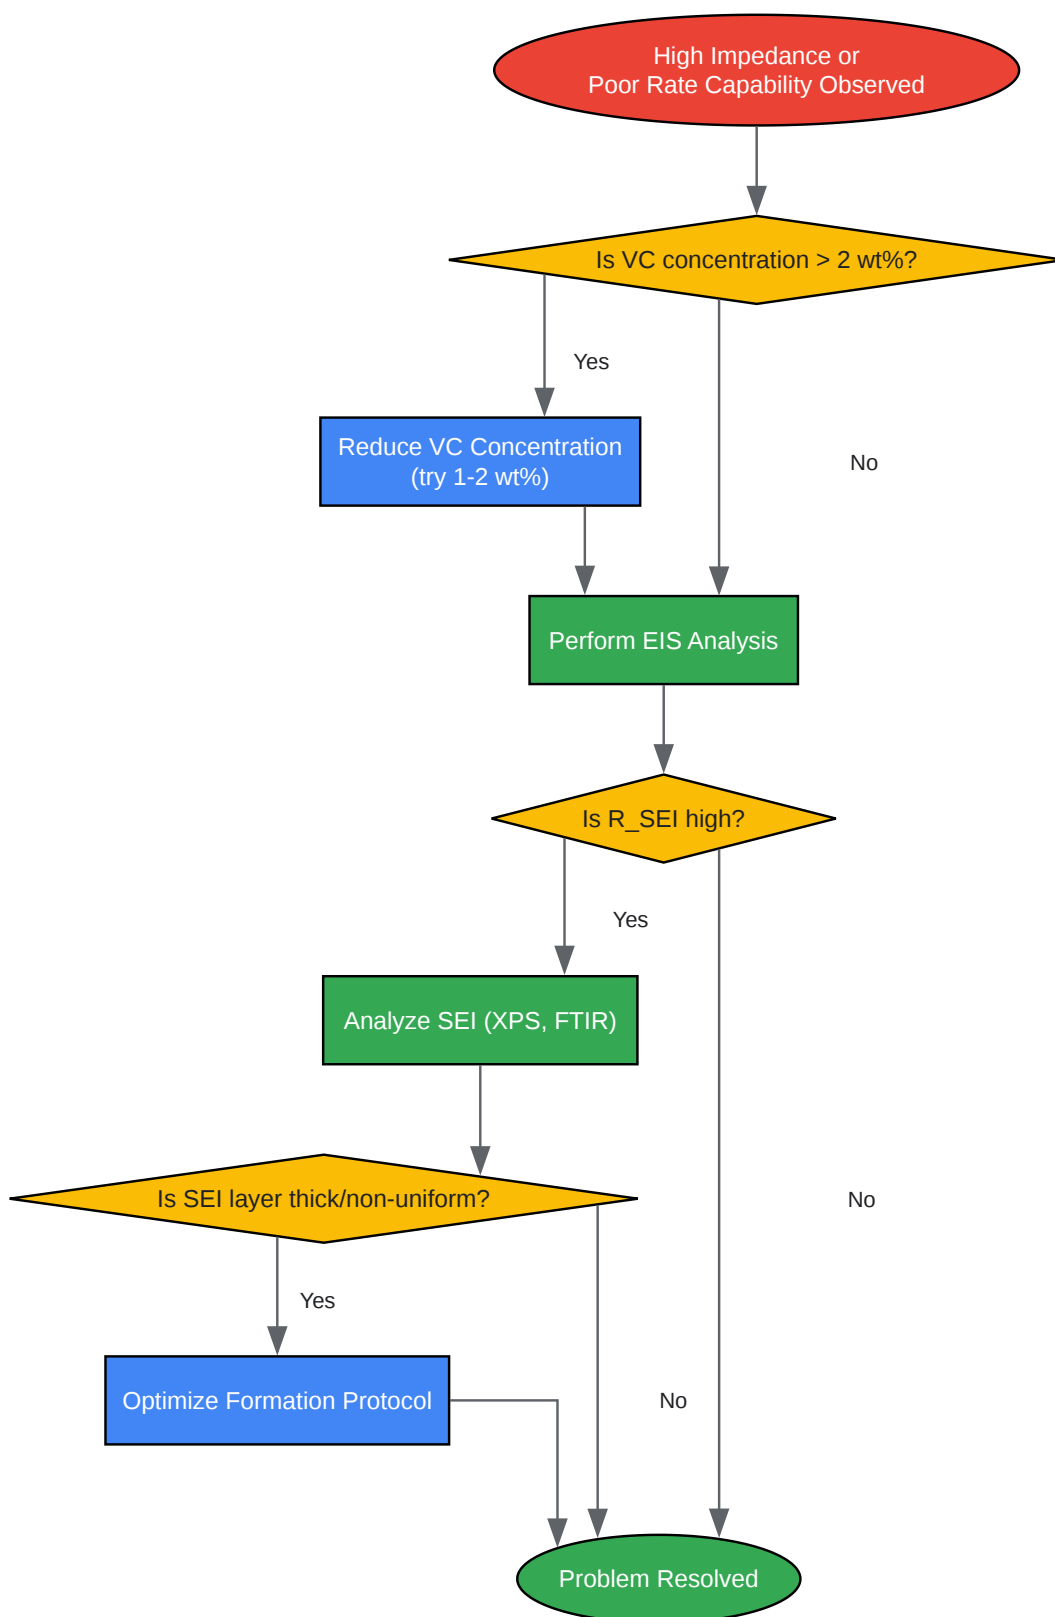 High Impedance or
Poor Rate Capability Observed
Is VC concentration > 2 wt%?
Yes
Reduce VC Concentration
(try 1-2 wt%)
No
Perform EIS Analysis
Is R_SEI high?
Yes
Analyze SEI (XPS, FTIR)
Is SEI layer thick/non-uniform?
No
Yes
Optimize Formation Protocol
No
Problem Resolved